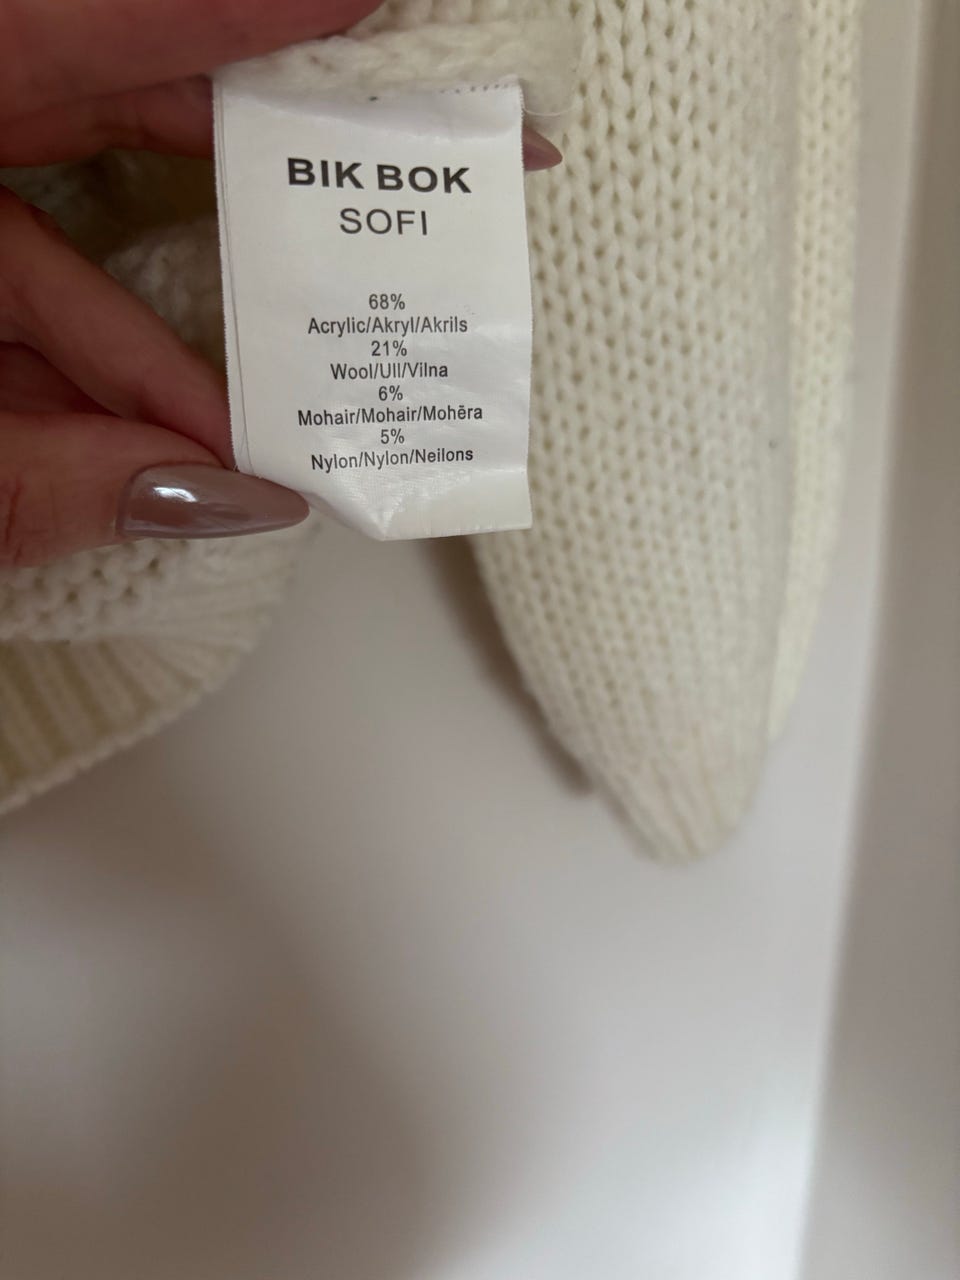 BIK BOK
SOFI
68%
Acrylic/Akryl/Akrils
21%
Wool/Ull/Vilna
6%
Mohair/Mohair/Mohēra
5%
Nylon/Nylon/Neilons